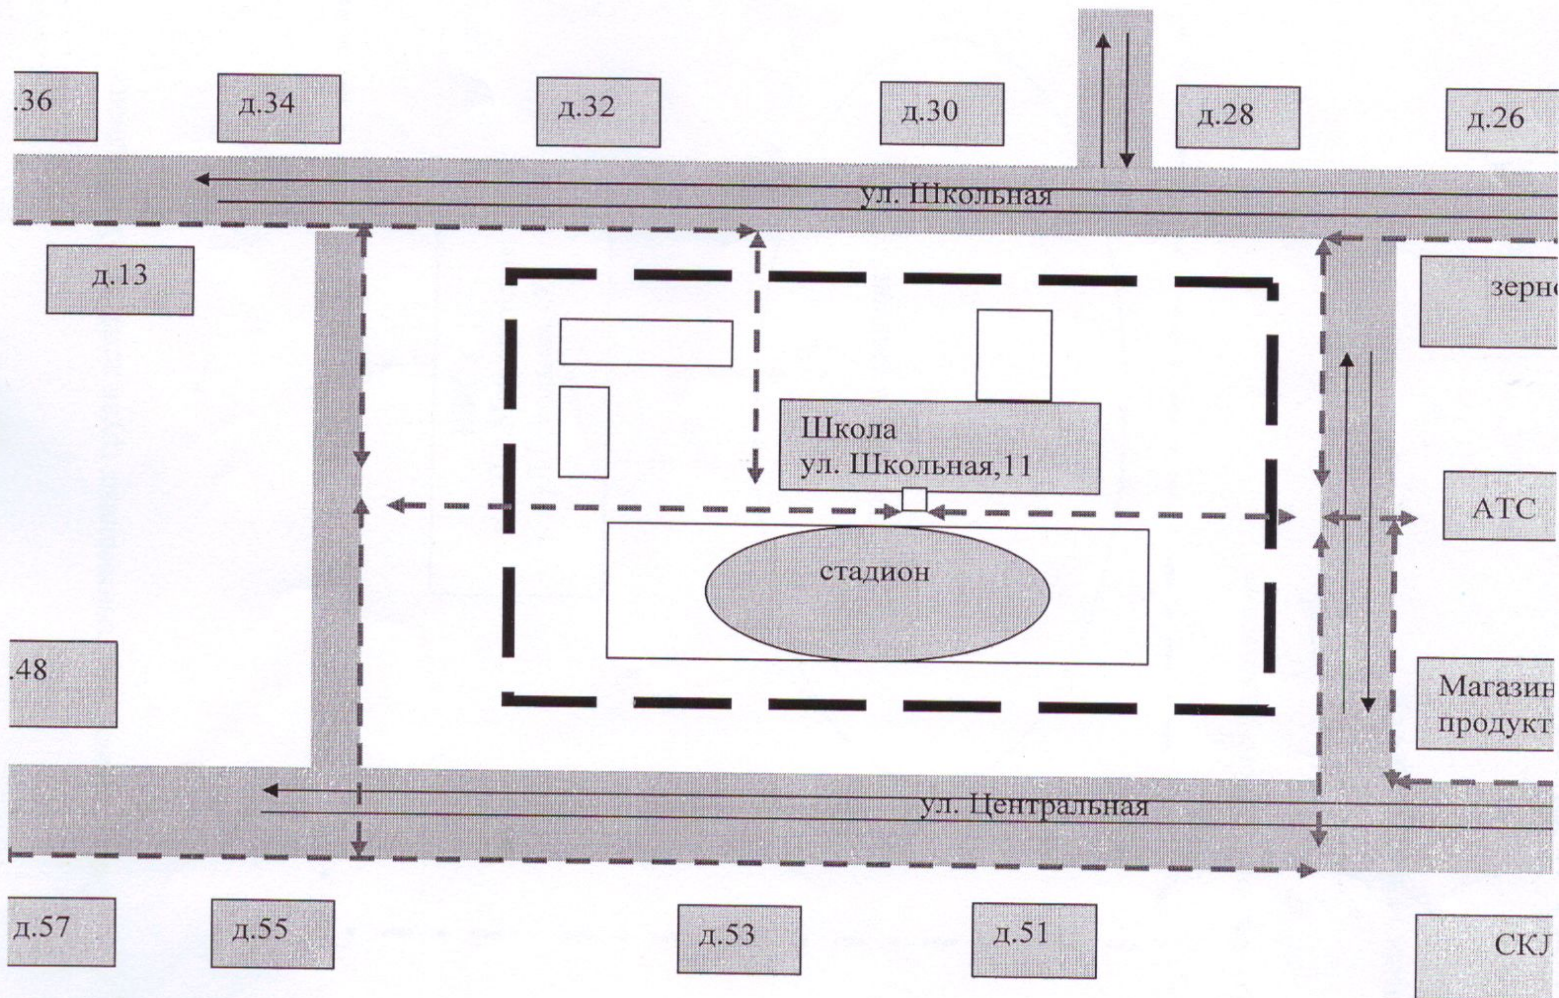 .36
д.34
д.32
д.30
д.28
д.26
ул. Школьная
д.13
зерно
Школа
ул. Школьная,11
АТС
стадион
.48
Магазин
продукт
ул. Центральная
д.57
д.55
д.53
д.51
СКЛ